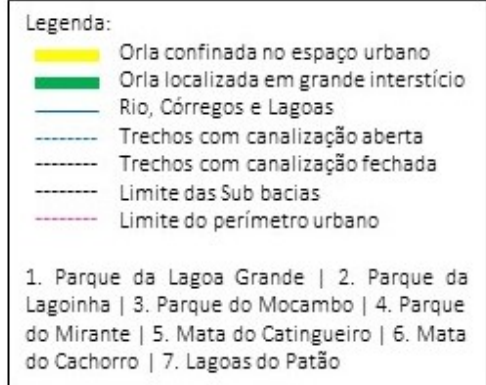 Legenda:
Orla confinada no espaço urbano
Orla localizada em grande interstício
Rio, Córregos e Lagoas
Trechos com canalização aberta
Trechos com canalização fechada
Limite das Sub bacias
Limite do perímetro urbano
1. Parque da Lagoa Grande | 2. Parque da
Lagoinha | 3. Parque do Mocambo | 4. Parque
do Mirante | 5. Mata do Catingueiro | 6. Mata
do Cachorro | 7. Lagoas do Patão